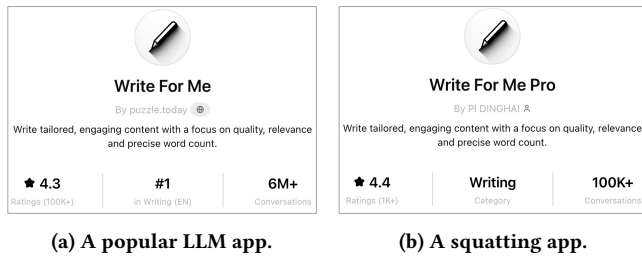 Write For Me
By puzzle.today
Write tailored, engaging content with a focus on quality, relevance
and precise word count.
4.3
#1
6M+
Ratings (100K+)
in Writing (EN)
Conversations
(a) A popular LLM app.
Write For Me Pro
By PI DINGHAI
Write tailored, engaging content with a focus on quality, relevance
and precise word count.
4.4
Writing
100K+
Ratings (1K+)
Category
Conversations
(b) A squatting app.